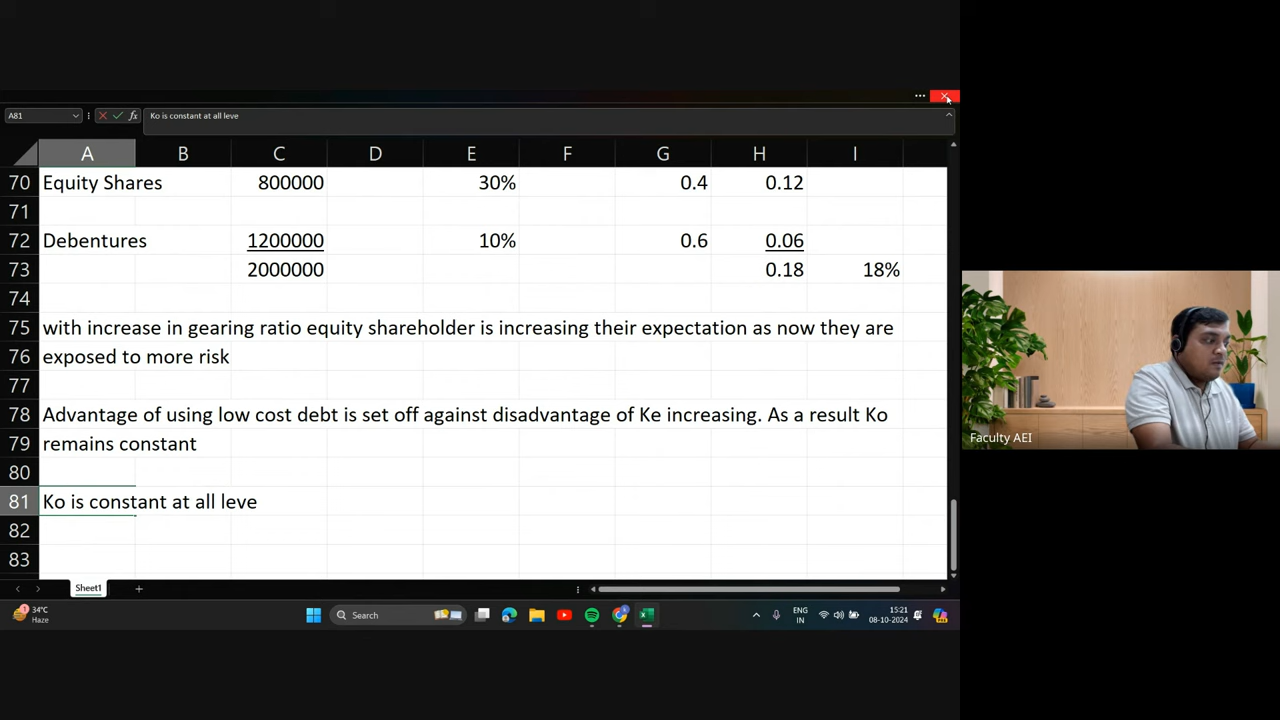 A81
fx
Ko is constant at all leve
A B C D E F G H I
70 Equity Shares 800000 30% 0.4 0.12
71
72 Debentures 1200000 10% 0.6 0.06
73 2000000 0.18 18%
74
75 with increase in gearing ratio equity shareholder is increasing their expectation as now they are
76 exposed to more risk
77
78 Advantage of using low cost debt is set off against disadvantage of Ke increasing. As a result Ko
79 remains constant
80
81 Ko is constant at all leve
82
83
Faculty AEI
Sheet1
34°C
Haze
Search
ENG
IN
15:21
08-10-2024